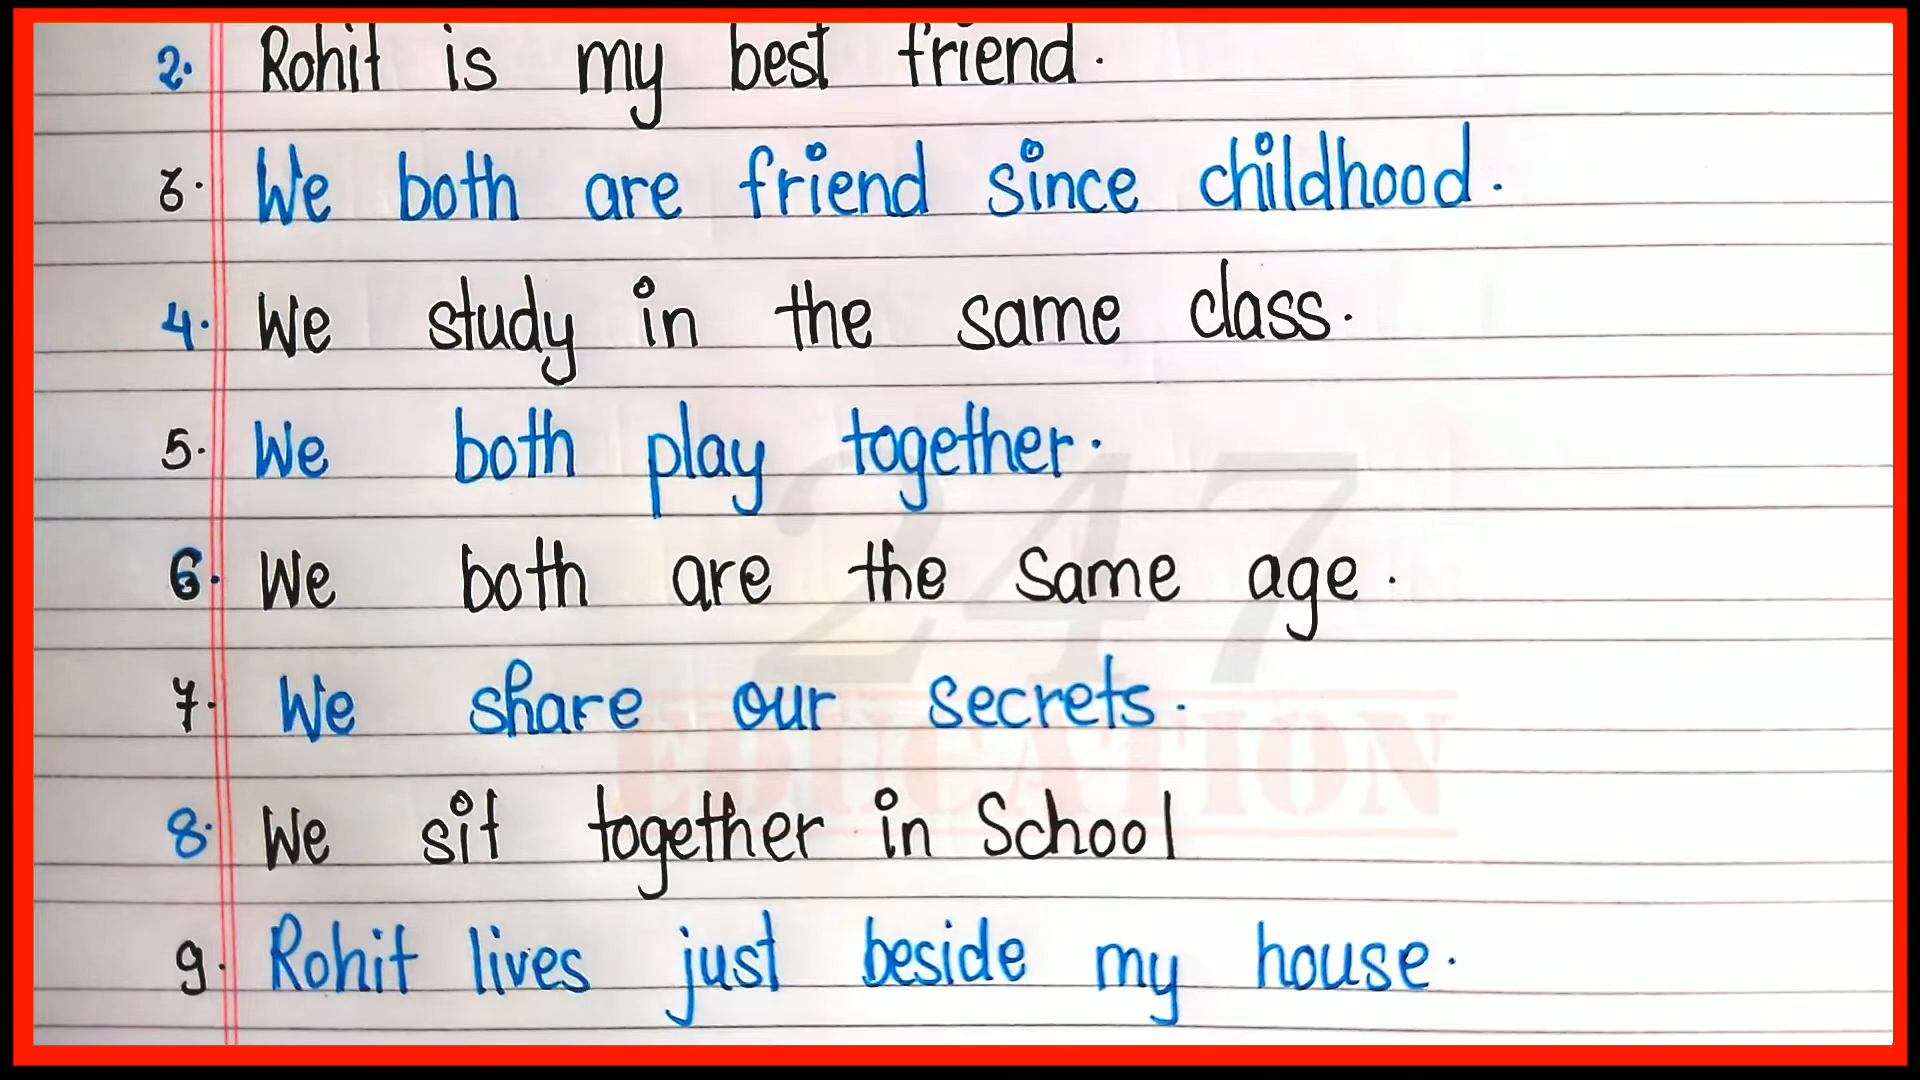 2. Rohit is my best friend.
3. We both are friend since childhood.
4. We study in the same class.
5. We both play together.
6. We both are the same age.
7. We share our secrets.
8. We sit together in School
9. Rohit lives just beside my house.
247
EDUCATION